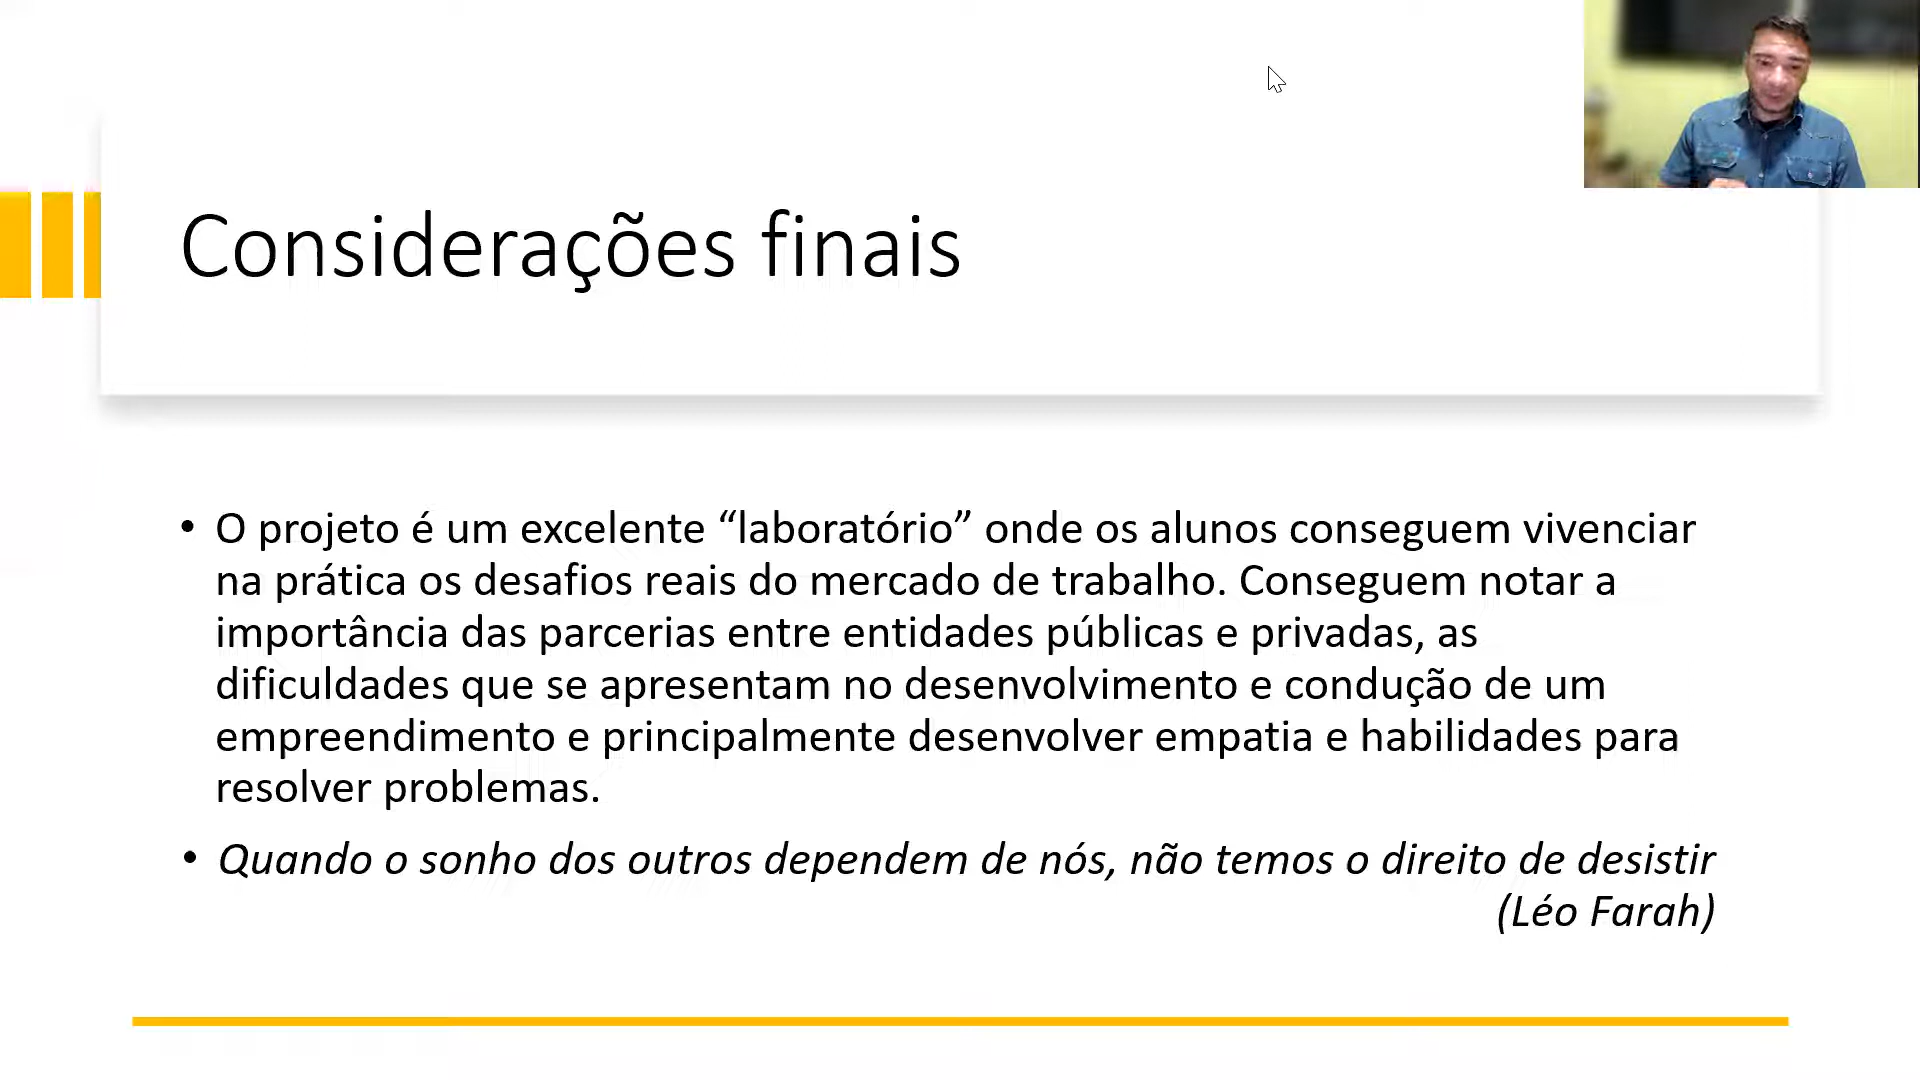 Considerações finais
• O projeto é um excelente “laboratório” onde os alunos conseguem vivenciar
na prática os desafios reais do mercado de trabalho. Conseguem notar a
importância das parcerias entre entidades públicas e privadas, as
dificuldades que se apresentam no desenvolvimento e condução de um
empreendimento e principalmente desenvolver empatia e habilidades para
resolver problemas.
• Quando o sonho dos outros dependem de nós, não temos o direito de desistir
(Léo Farah)